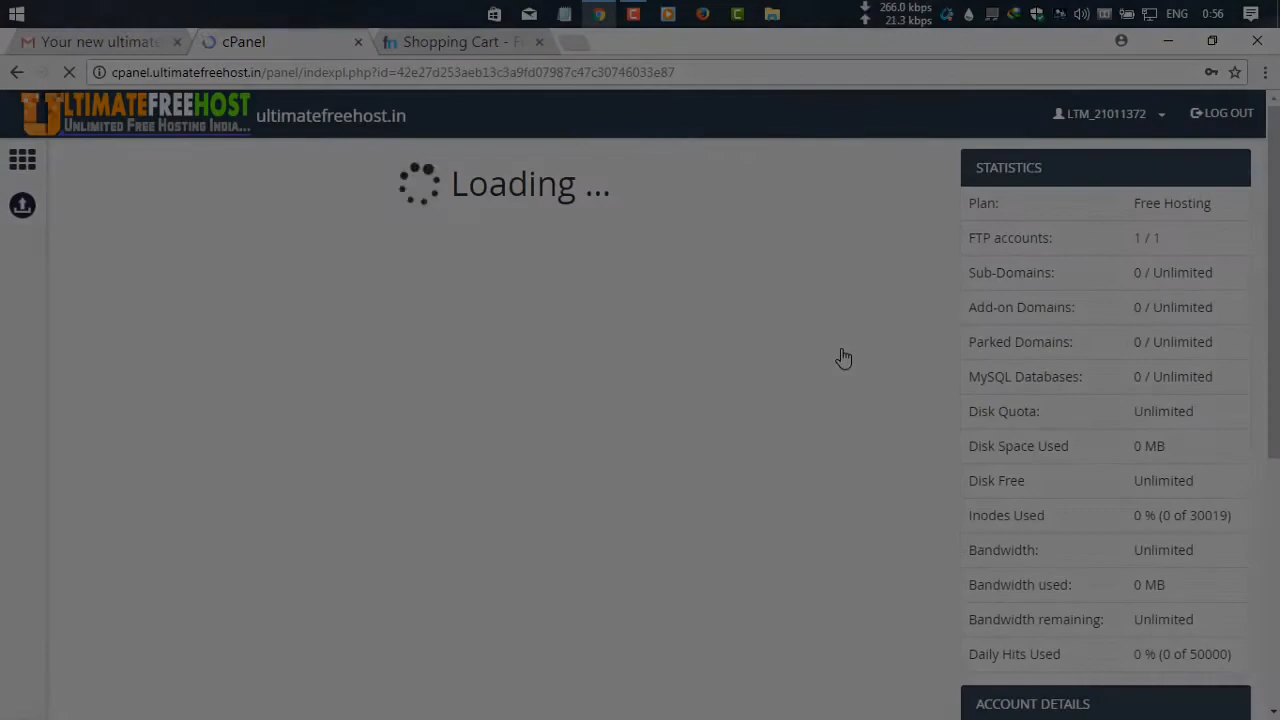 266.0 kbps
21.3 kbps
ENG
0:56
Your new ultimate
cPanel
Shopping Cart - Fr
cpanel.ultimatefreehost.in/panel/indexpl.php?id=42e27d253aeb13c3a9fd07987c47c30746033e87
ULTIMATEFREEHOST
UNLIMITED FREE HOSTING INDIA...
ultimatefreehost.in
LTM_21011372
LOG OUT
Loading ...
STATISTICS
Plan: Free Hosting
FTP accounts: 1 / 1
Sub-Domains: 0 / Unlimited
Add-on Domains: 0 / Unlimited
Parked Domains: 0 / Unlimited
MySQL Databases: 0 / Unlimited
Disk Quota: Unlimited
Disk Space Used 0 MB
Disk Free Unlimited
Inodes Used 0 % (0 of 30019)
Bandwidth: Unlimited
Bandwidth used: 0 MB
Bandwidth remaining: Unlimited
Daily Hits Used 0 % (0 of 50000)
ACCOUNT DETAILS